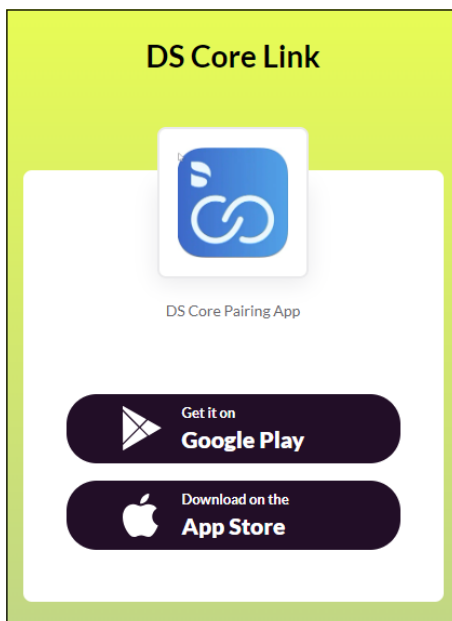 DS Core Link
DS Core Pairing App
Get it on
Google Play
Download on the
App Store